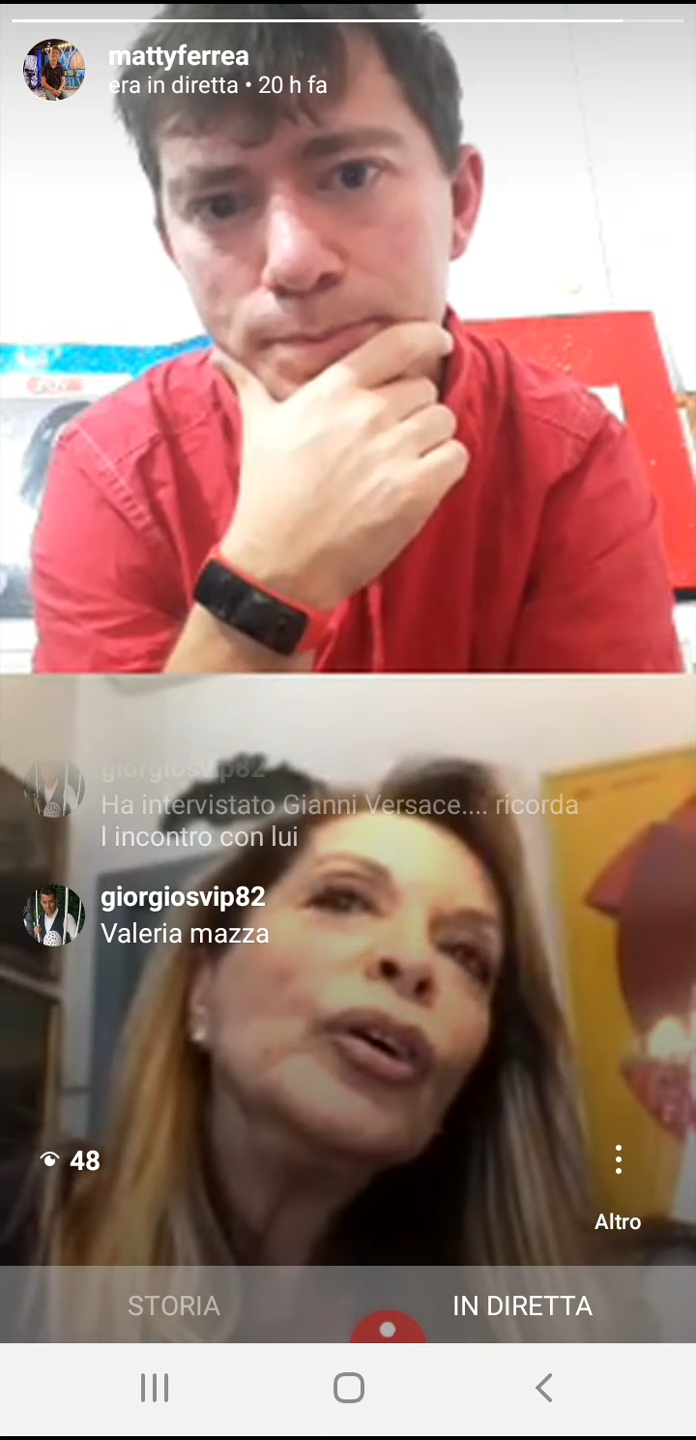 mattyferrea
era in diretta • 20 h fa
giorgiosvip82
Ha intervistato Gianni Versace.... ricorda
l incontro con lui
giorgiosvip82
Valeria mazza
48
Altro
STORIA
IN DIRETTA